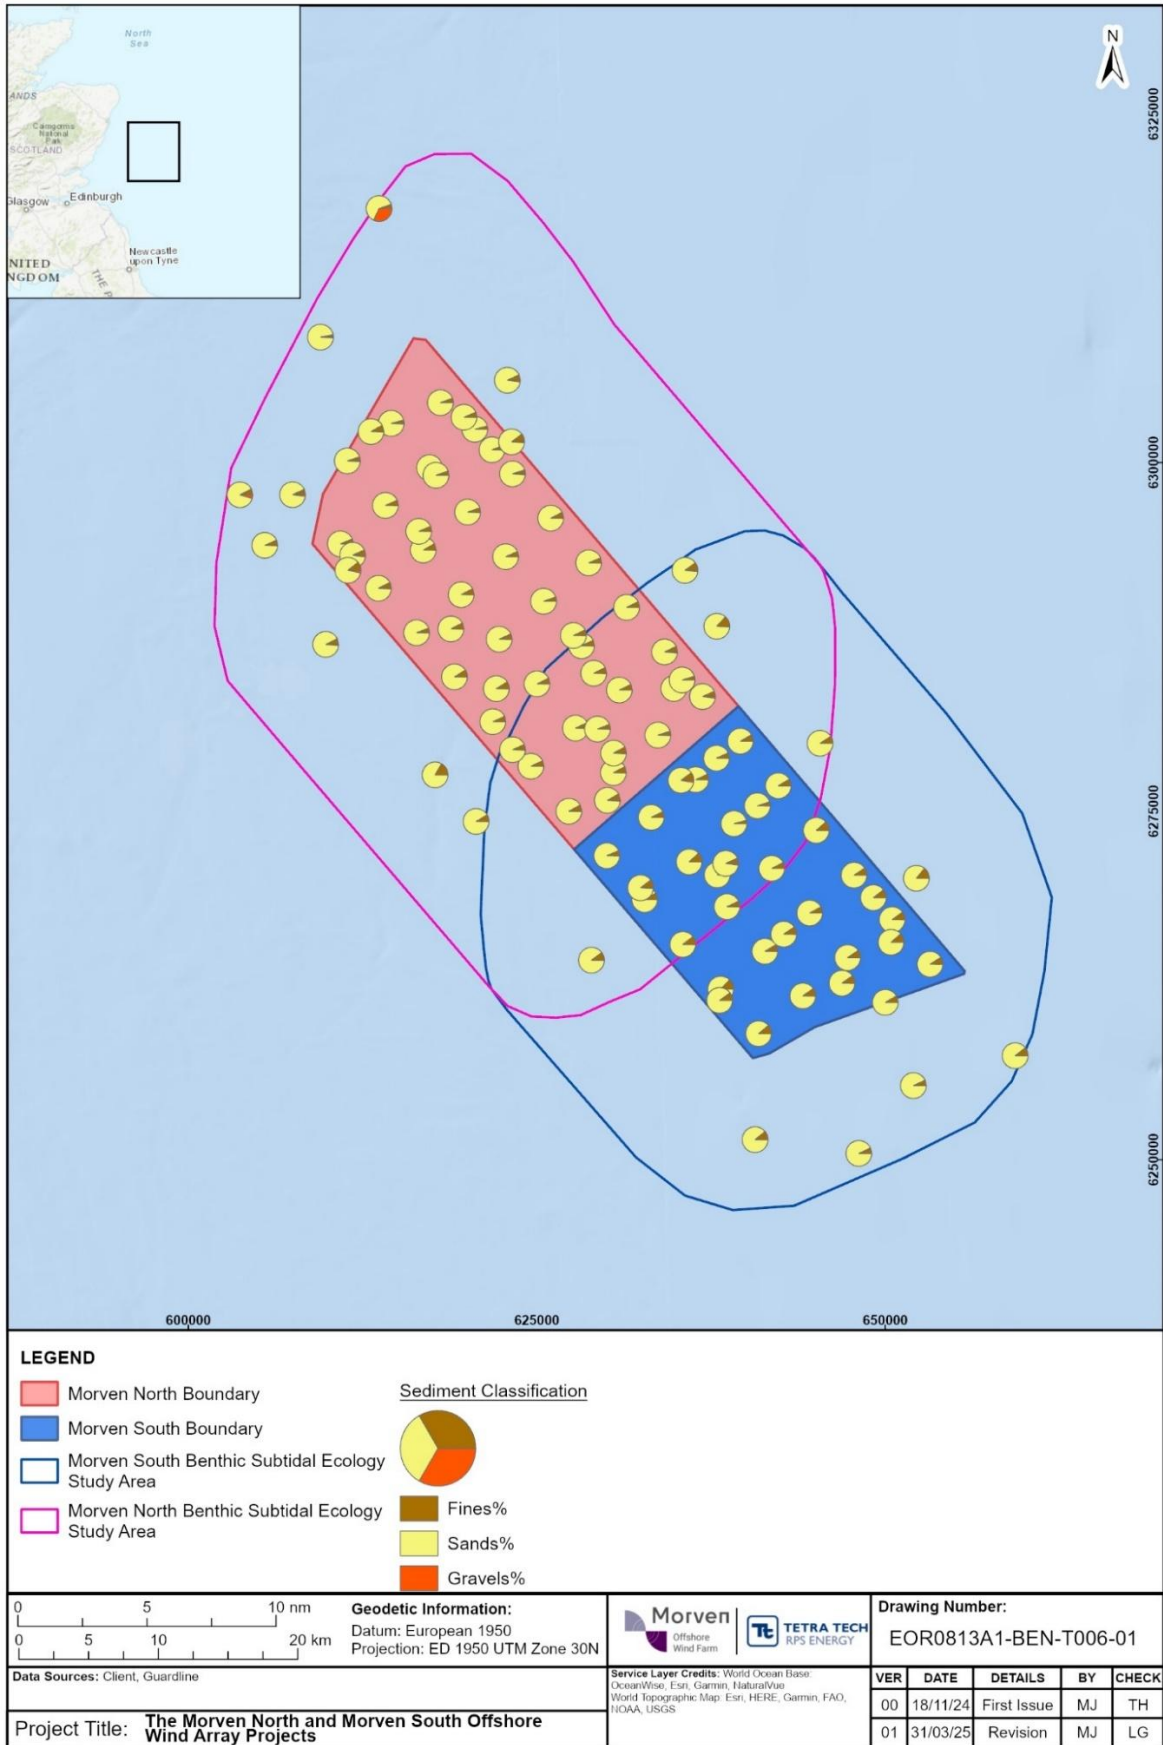 North
Sea
ANDS
Cairngorms
National
Park
SCOTLAND
Glasgow
Edinburgh
Newcastle
upon Tyne
NITED
NGDOM
THE P
N
6325000
6300000
6275000
6250000
600000
625000
650000
LEGEND
Morven North Boundary
Morven South Boundary
Morven South Benthic Subtidal Ecology
Study Area
Morven North Benthic Subtidal Ecology
Study Area
Sediment Classification
Fines%
Sands%
Gravels%
0 5 10 nm
0 5 10 20 km
Geodetic Information:
Datum: European 1950
Projection: ED 1950 UTM Zone 30N
Data Sources: Client, Guardline
Project Title: The Morven North and Morven South Offshore
Wind Array Projects
Morven
Offshore
Wind Farm
Tt TETRA TECH
RPS ENERGY
Service Layer Credits: World Ocean Base:
OceanWise, Esri, Garmin, NaturalVue
World Topographic Map: Esri, HERE, Garmin, FAO,
NOAA, USGS
Drawing Number:
EOR0813A1-BEN-T006-01
VER DATE DETAILS BY CHECK
00 18/11/24 First Issue MJ TH
01 31/03/25 Revision MJ LG